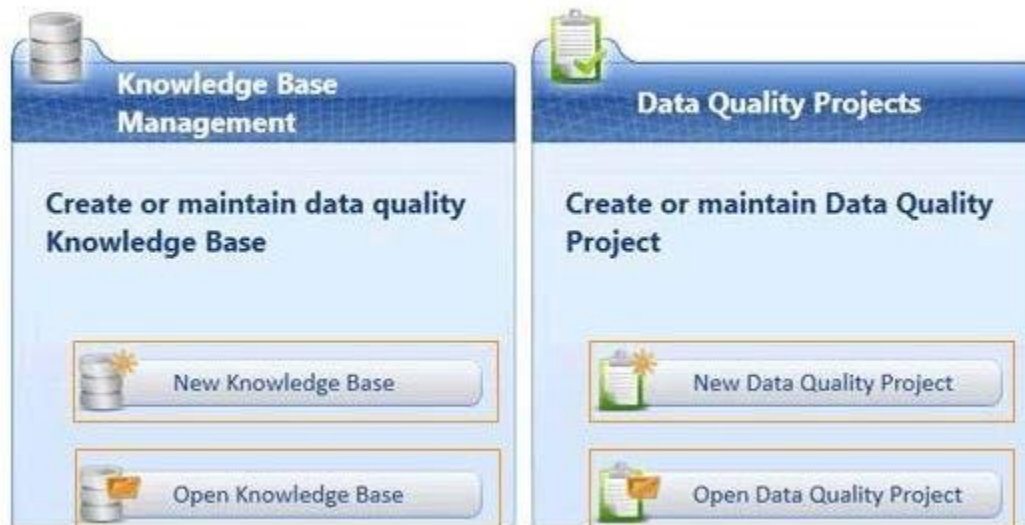 Knowledge Base
Management
Create or maintain data quality
Knowledge Base
New Knowledge Base
Open Knowledge Base
Data Quality Projects
Create or maintain Data Quality
Project
New Data Quality Project
Open Data Quality Project